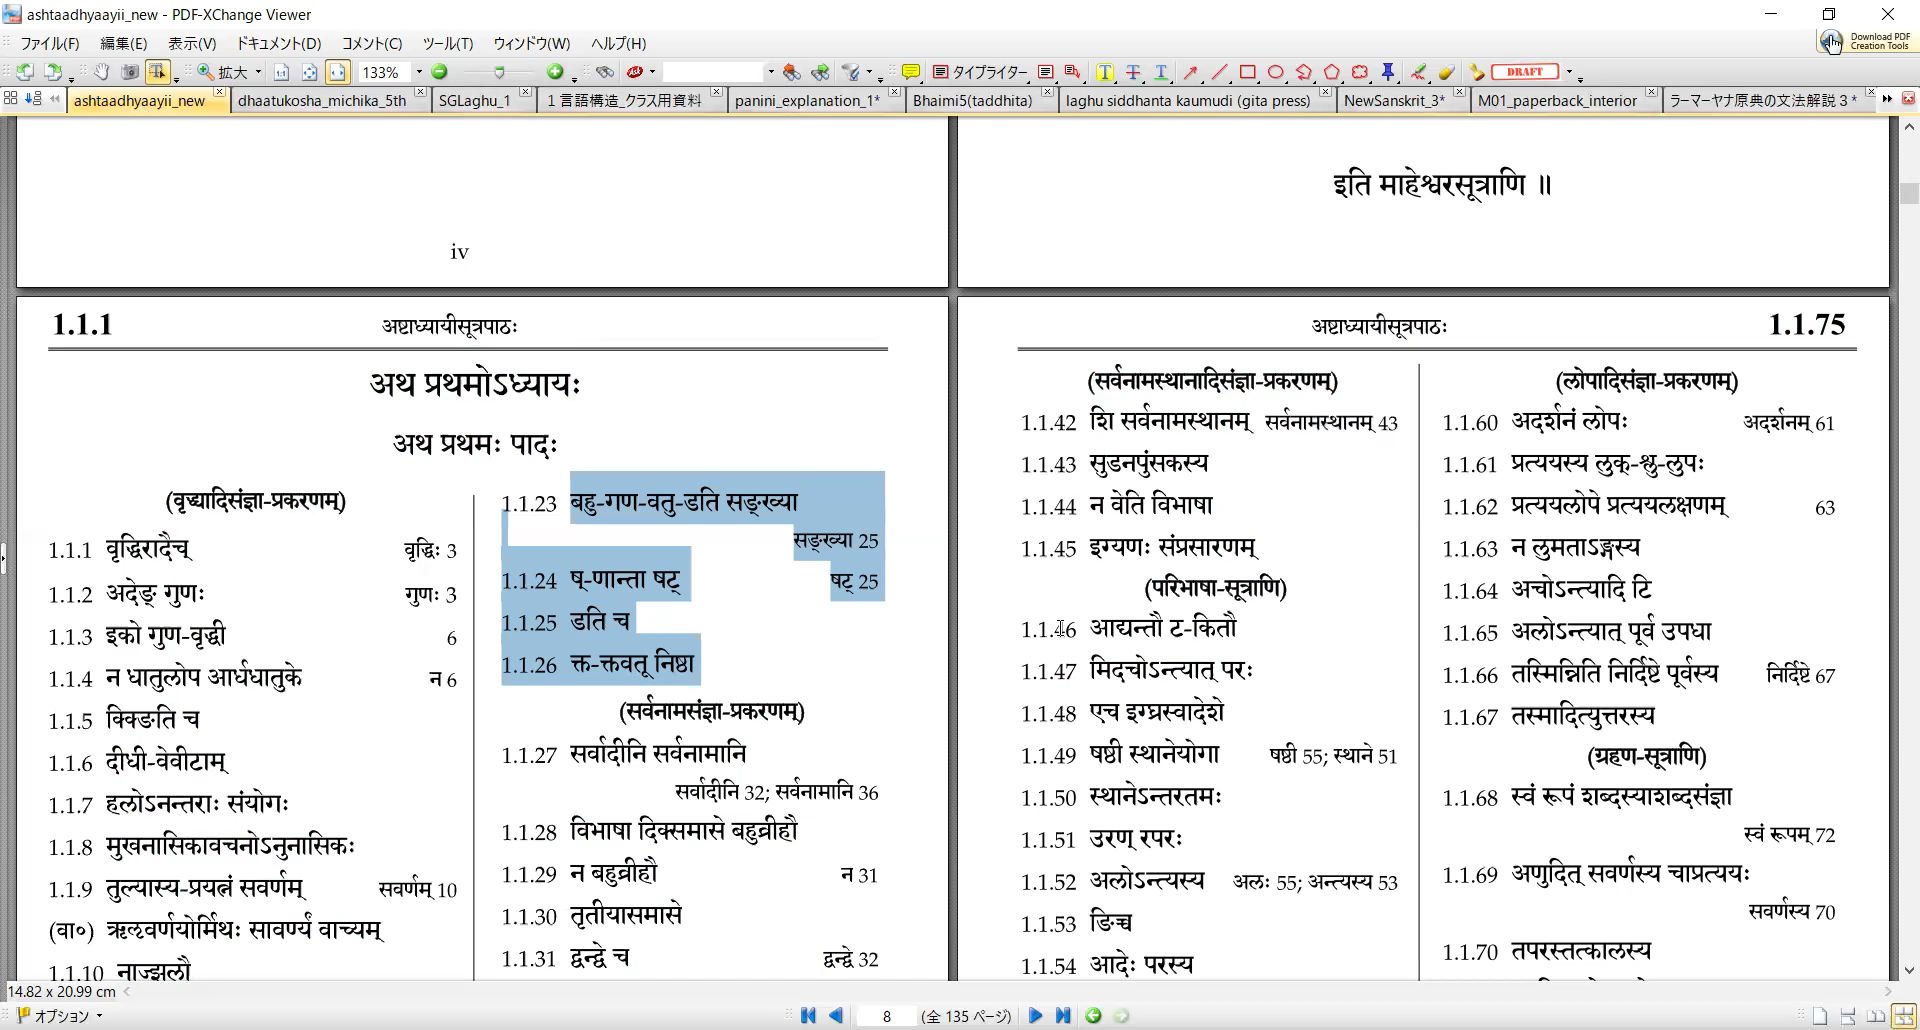 ashtaadhyaayii_new - PDF-XChange Viewer
ファイル(F) 編集(E) 表示(V) ドキュメント(D) コメント(C) ツール(T) ウィンドウ(W) ヘルプ(H)
Download PDF
Creation Tools
拡大 133% タイプライター DRAFT
ashtaadhyaayii_new dhaatukosha_michika_5th SGLaghu_1 1 言語構造_クラス用資料 panini_explanation_1* Bhaimi5(taddhita) laghu siddhanta kaumudi (gita press) NewSanskrit_3* M01_paperback_interior ラーマーヤナ原典の文法解説 3 *
iv
इति माहेश्वरसूत्राणि ॥
1.1.1 अष्टाध्यायीसूत्रपाठः
अथ प्रथमोऽध्यायः
अथ प्रथमः पादः
(वृद्ध्यादिसंज्ञा-प्रकरणम्)
1.1.1 वृद्धिरादैच् वृद्धिः 3
1.1.2 अदेङ् गुणः गुणः 3
1.1.3 इको गुण-वृद्धी 6
1.1.4 न धातुलोप आर्धधातुके न 6
1.1.5 क्क्ङिति च
1.1.6 दीधी-वेवीटाम्
1.1.7 हलोऽनन्तराः संयोगः
1.1.8 मुखनासिकावचनोऽनुनासिकः
1.1.9 तुल्यास्य-प्रयत्नं सवर्णम् सवर्णम् 10
(वा०) ऋऌवर्णयोर्मिथः सावर्ण्यं वाच्यम्
1.1.10 नाज्झलौ
1.1.23 बहु-गण-वतु-डति सङ्ख्या
सङ्ख्या 25
1.1.24 ष्-णान्ता षट् षट् 25
1.1.25 डति च
1.1.26 क्त-क्तवतू निष्ठा
(सर्वनामसंज्ञा-प्रकरणम्)
1.1.27 सर्वादीनि सर्वनामानि
सर्वादीनि 32; सर्वनामानि 36
1.1.28 विभाषा दिक्समासे बहुव्रीहौ
1.1.29 न बहुव्रीहौ न 31
1.1.30 तृतीयासमासे
1.1.31 द्वन्द्वे च द्वन्द्वे 32
अष्टाध्यायीसूत्रपाठः 1.1.75
(सर्वनामस्थानादिसंज्ञा-प्रकरणम्)
1.1.42 शि सर्वनामस्थानम् सर्वनामस्थानम् 43
1.1.43 सुडनपुंसकस्य
1.1.44 न वेति विभाषा
1.1.45 इग्यणः संप्रसारणम्
(परिभाषा-सूत्राणि)
1.1.46 आद्यन्तौ ट-कितौ
1.1.47 मिदचोऽन्त्यात् परः
1.1.48 एच इग्घ्रस्वादेशे
1.1.49 षष्ठी स्थानेयोगा षष्ठी 55; स्थाने 51
1.1.50 स्थानेऽन्तरतमः
1.1.51 उरण् रपरः
1.1.52 अलोऽन्त्यस्य अलः 55; अन्त्यस्य 53
1.1.53 ङिच्च
1.1.54 आदेः परस्य
(लोपादिसंज्ञा-प्रकरणम्)
1.1.60 अदर्शनं लोपः अदर्शनम् 61
1.1.61 प्रत्ययस्य लुक्-श्लु-लुपः
1.1.62 प्रत्ययलोपे प्रत्ययलक्षणम् 63
1.1.63 न लुमताऽङ्गस्य
1.1.64 अचोऽन्त्यादि टि
1.1.65 अलोऽन्त्यात् पूर्व उपधा
1.1.66 तस्मिन्निति निर्दिष्टे पूर्वस्य निर्दिष्टे 67
1.1.67 तस्मादित्युत्तरस्य
(ग्रहण-सूत्राणि)
1.1.68 स्वं रूपं शब्दस्याशब्दसंज्ञा
स्वं रूपम् 72
1.1.69 अणुदित् सवर्णस्य चाप्रत्ययः
सवर्णस्य 70
1.1.70 तपरस्तत्कालस्य
14.82 x 20.99 cm
オプション 8 (全 135 ページ)